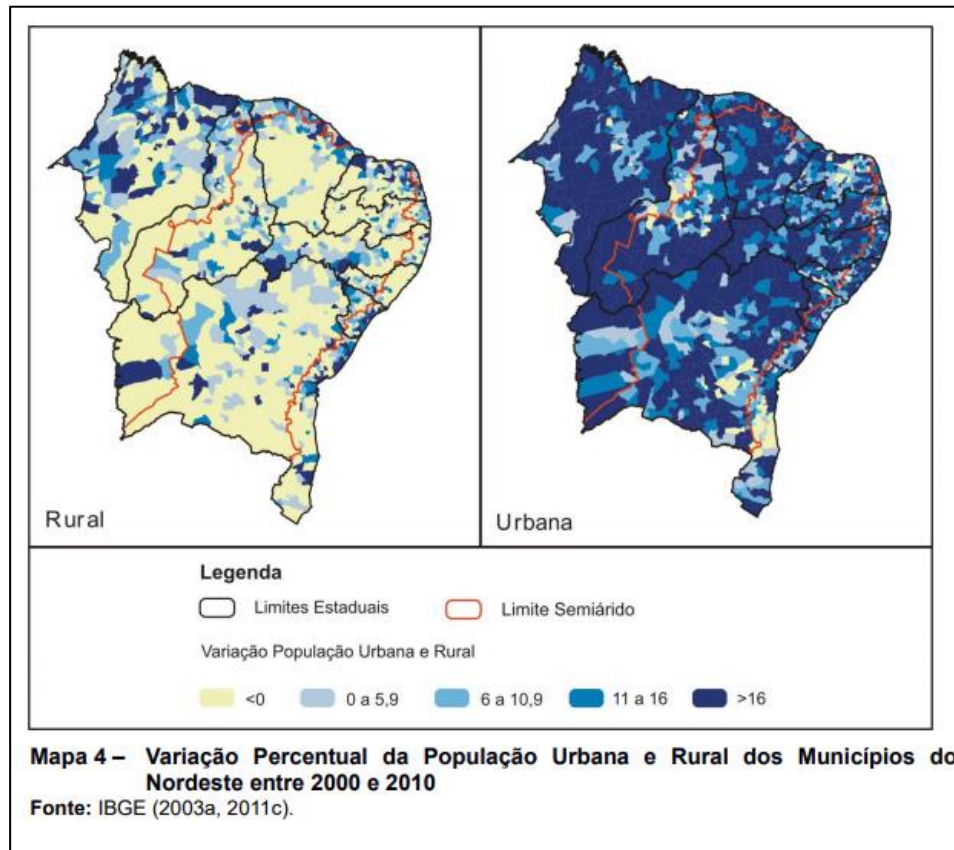 Rural
Urbana
Legenda
Limites Estaduais
Limite Semiárido
Variação População Urbana e Rural
<0
0 a 5,9
6 a 10,9
11 a 16
>16
Mapa 4 – Variação Percentual da População Urbana e Rural dos Municípios do
Nordeste entre 2000 e 2010
Fonte: IBGE (2003a, 2011c).